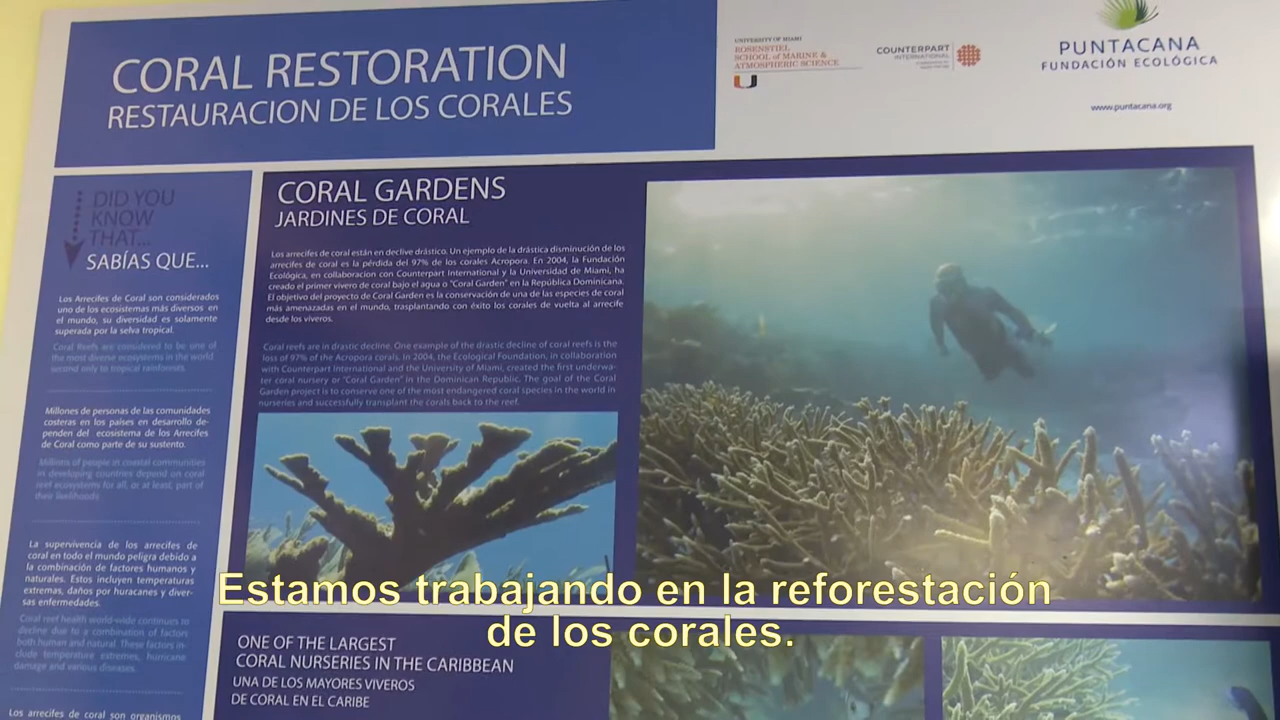 CORAL RESTORATION
RESTAURACION DE LOS CORALES
UNIVERSITY OF MIAMI
ROSENSTIEL
SCHOOL of MARINE &
ATMOSPHERIC SCIENCE
COUNTERPART
INTERNATIONAL
PUNTACANA
FUNDACIÓN ECOLÓGICA
www.puntacana.org
DID YOU
KNOW
THAT...
SABÍAS QUE...
Los Arrecifes de Coral son considerados
uno de los ecosistemas más diversos en
el mundo, su diversidad es solamente
superada por la selva tropical.
Coral Reefs are considered to be one of
the most diverse ecosystems in the world
second only to tropical rainforests.
Millones de personas de las comunidades
costeras en los países en desarrollo de-
penden del ecosistema de los Arrecifes
de Coral como parte de su sustento.
Millions of people in coastal communities
in developing countries depend on coral
reef ecosystems for all, or at least, part of
their livelihoods
La supervivencia de los arrecifes de
coral en todo el mundo peligra debido a
la combinación de factores humanos y
naturales. Estos incluyen temperaturas
extremas, daños por huracanes y diver-
sas enfermedades.
Coral reef health world-wide continues to
decline due to a combination of factors
both human and natural. These factors in-
clude temperature extremes, hurricane
damage and various diseases.
Los arrecifes de coral son organismos
CORAL GARDENS
JARDINES DE CORAL
Los arrecifes de coral están en declive drástico. Un ejemplo de la drástica disminución de los
arrecifes de coral es la pérdida del 97% de los corales Acropora. En 2004, la Fundación
Ecológica, en collaboracion con Counterpart International y la Universidad de Miami, ha
creado el primer vivero de coral bajo el agua o "Coral Garden" en la República Dominicana.
El objetivo del proyecto de Coral Garden es la conservación de una de las especies de coral
más amenazadas en el mundo, trasplantando con éxito los corales de vuelta al arrecife
desde los viveros.
Coral reefs are in drastic decline. One example of the drastic decline of coral reefs is the
loss of 97% of the Acropora corals. In 2004, the Ecological Foundation, in collaboration
with Counterpart International and the University of Miami, created the first underwa-
ter coral nursery or "Coral Garden" in the Dominican Republic. The goal of the Coral
Garden project is to conserve one of the most endangered coral species in the world in
nurseries and successfully transplant the corals back to the reef.
ONE OF THE LARGEST
CORAL NURSERIES IN THE CARIBBEAN
UNA DE LOS MAYORES VIVEROS
DE CORAL EN EL CARIBE
Estamos trabajando en la reforestación
de los corales.